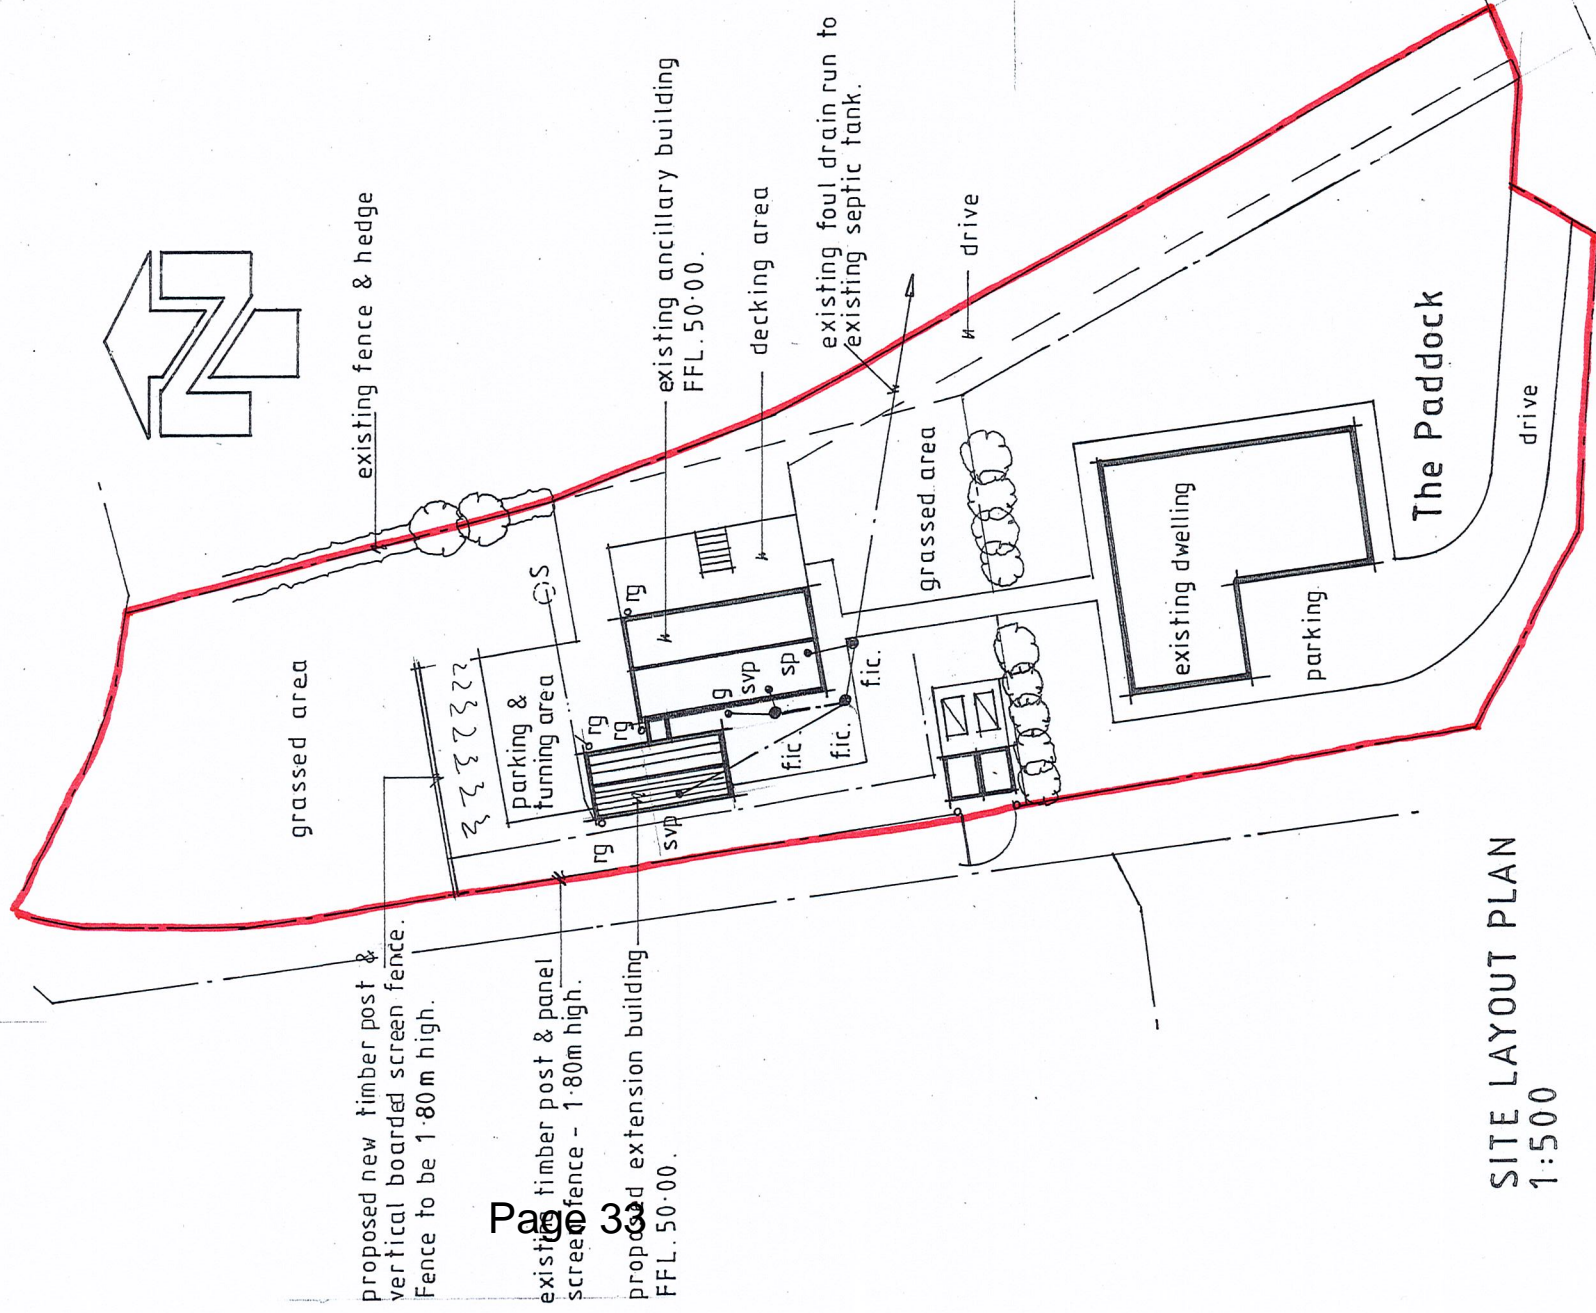 existing fence & hedge
grassed area
proposed new timber post &
vertical boarded screen fence.
Fence to be 1·80m high.
existing timber post & panel
screen fence - 1·80m high.
proposed extension building
FFL. 50·00.
parking &
turning area
S
rg
rg
rg
rg
svp
g
svp
sp
f.ic.
f.ic.
f.ic.
existing ancillary building
FFL. 50·00.
decking area
existing foul drain run to
existing septic tank.
drive
grassed area
existing dwelling
parking
The Paddock
drive
SITE LAYOUT PLAN
1:500
Page 33
N